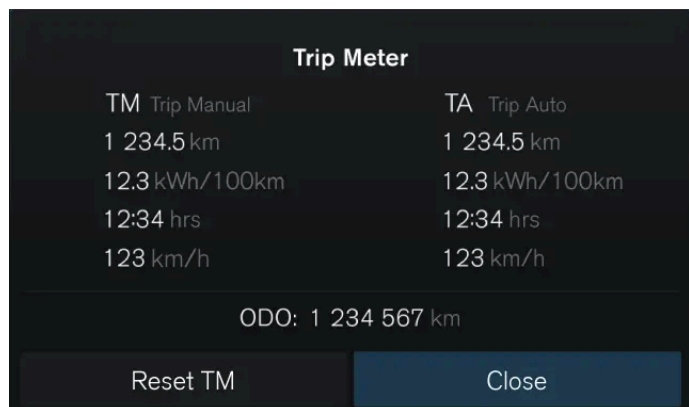 Trip Meter
TM Trip Manual
TA Trip Auto
1 234.5 km
1 234.5 km
12.3 kWh/100km
12.3 kWh/100km
12:34 hrs
12:34 hrs
123 km/h
123 km/h
ODO: 1 234 567 km
Reset TM
Close